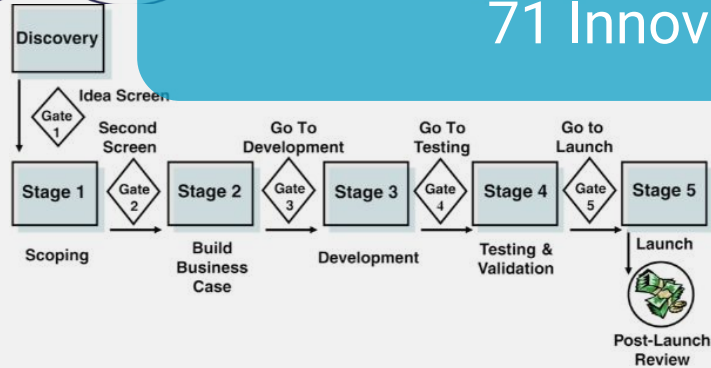 71 Innov
Discovery
Idea Screen
Gate
1
Second
Screen
Go To
Development
Go To
Testing
Go to
Launch
Stage 1
Gate
2
Stage 2
Gate
3
Stage 3
Gate
4
Stage 4
Gate
5
Stage 5
Scoping
Build
Business
Case
Development
Testing &
Validation
Launch
Post-Launch
Review